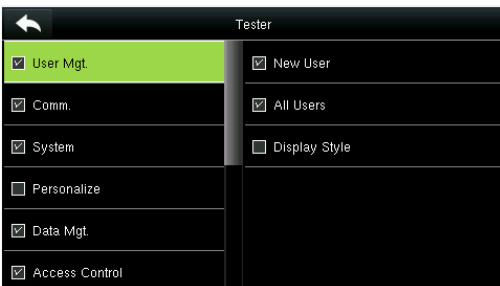 Tester
User Mgt.
Comm.
System
Personalize
Data Mgt.
Access Control
New User
All Users
Display Style